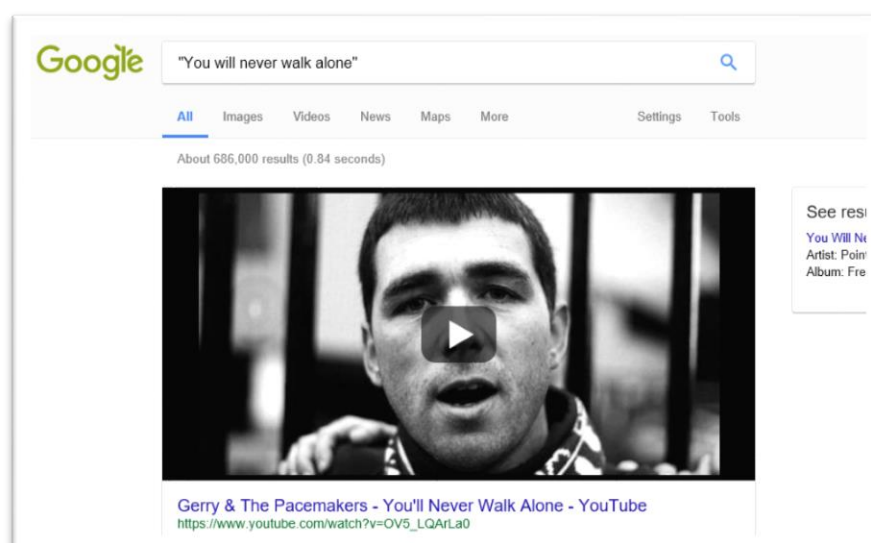 Google
"You will never walk alone"
All Images Videos News Maps More Settings Tools
About 686,000 results (0.84 seconds)
See
You Will
Artist:
Album:
Gerry & The Pacemakers - You'll Never Walk Alone - YouTube
https://www.youtube.com/watch?v=OV5_LQArLa0